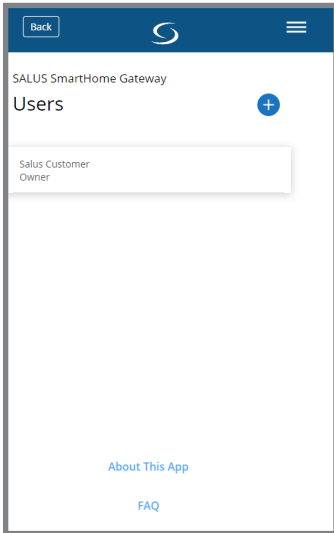 Back
SALUS SmartHome Gateway
Users
Salus Customer
Owner
About This App
FAQ